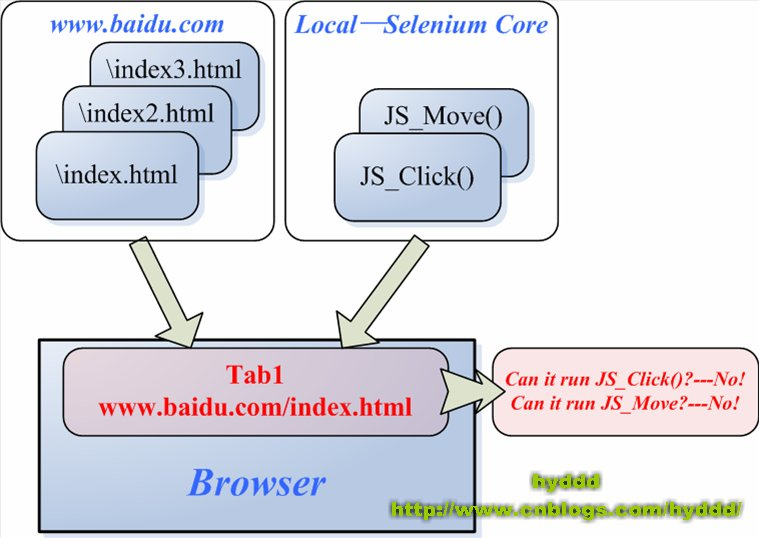 www.baidu.com
\index3.html
\index2.html
\index.html
Local—Selenium Core
JS_Move()
JS_Click()
Tab1
www.baidu.com/index.html
Can it run JS_Click()?---No!
Can it run JS_Move?---No!
Browser
hyddd
http://www.cnblogs.com/hyddd/